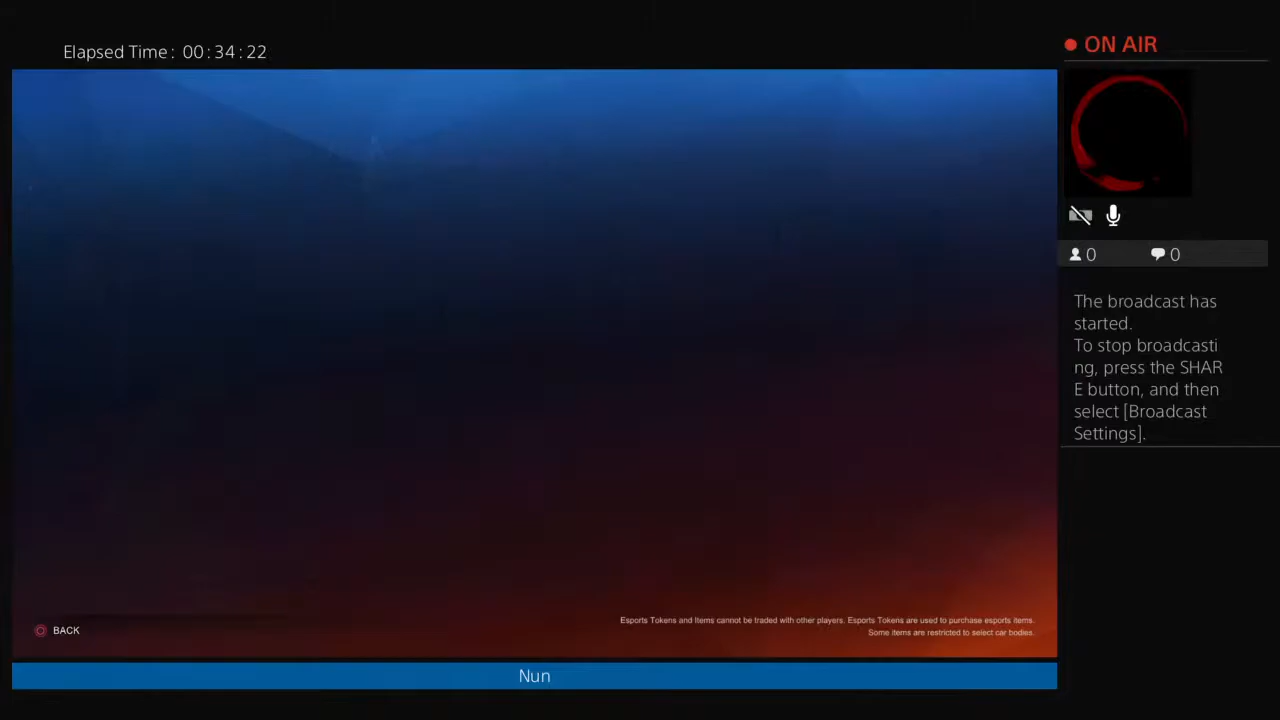 Elapsed Time: 00:34:22
ON AIR
0 0
The broadcast has
started.
To stop broadcasti
ng, press the SHAR
E button, and then
select [Broadcast
Settings].
BACK
Esports Tokens and Items cannot be traded with other players. Esports Tokens are used to purchase esports items.
Some items are restricted to select car bodies.
Nun